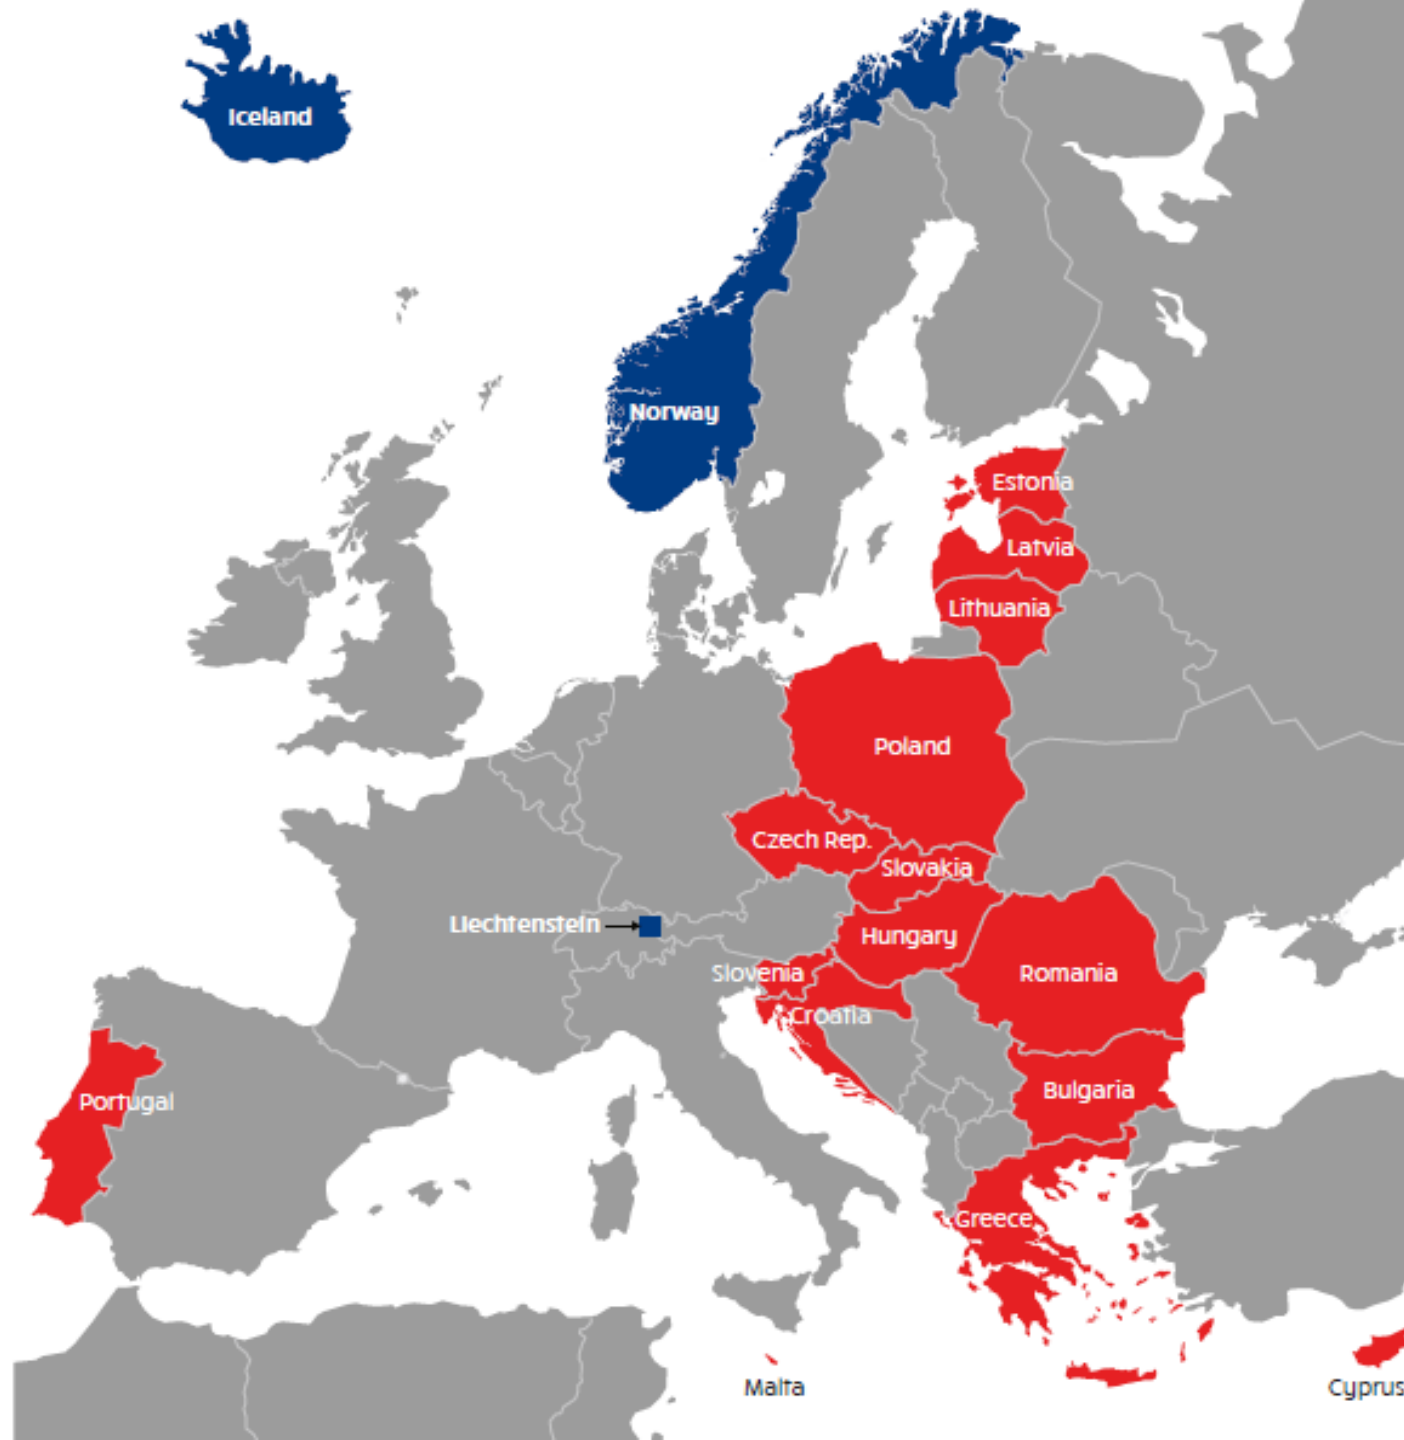 Iceland
Norway
Estonia
Latvia
Lithuania
Poland
Czech Rep.
Slovakia
Liechtenstein
Hungary
Slovenia
Romania
Croatia
Bulgaria
Portugal
Greece
Malta
Cyprus